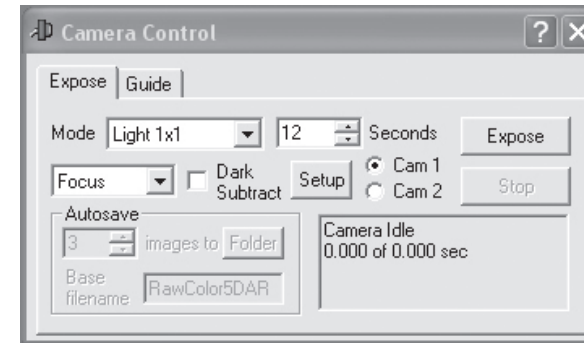 Camera Control
Expose Guide
Mode Light 1x1 12 Seconds Expose
Focus Dark Subtract Setup Cam 1 Cam 2 Stop
Autosave
3 images to Folder
Base filename RawColor5DAR
Camera Idle
0.000 of 0.000 sec